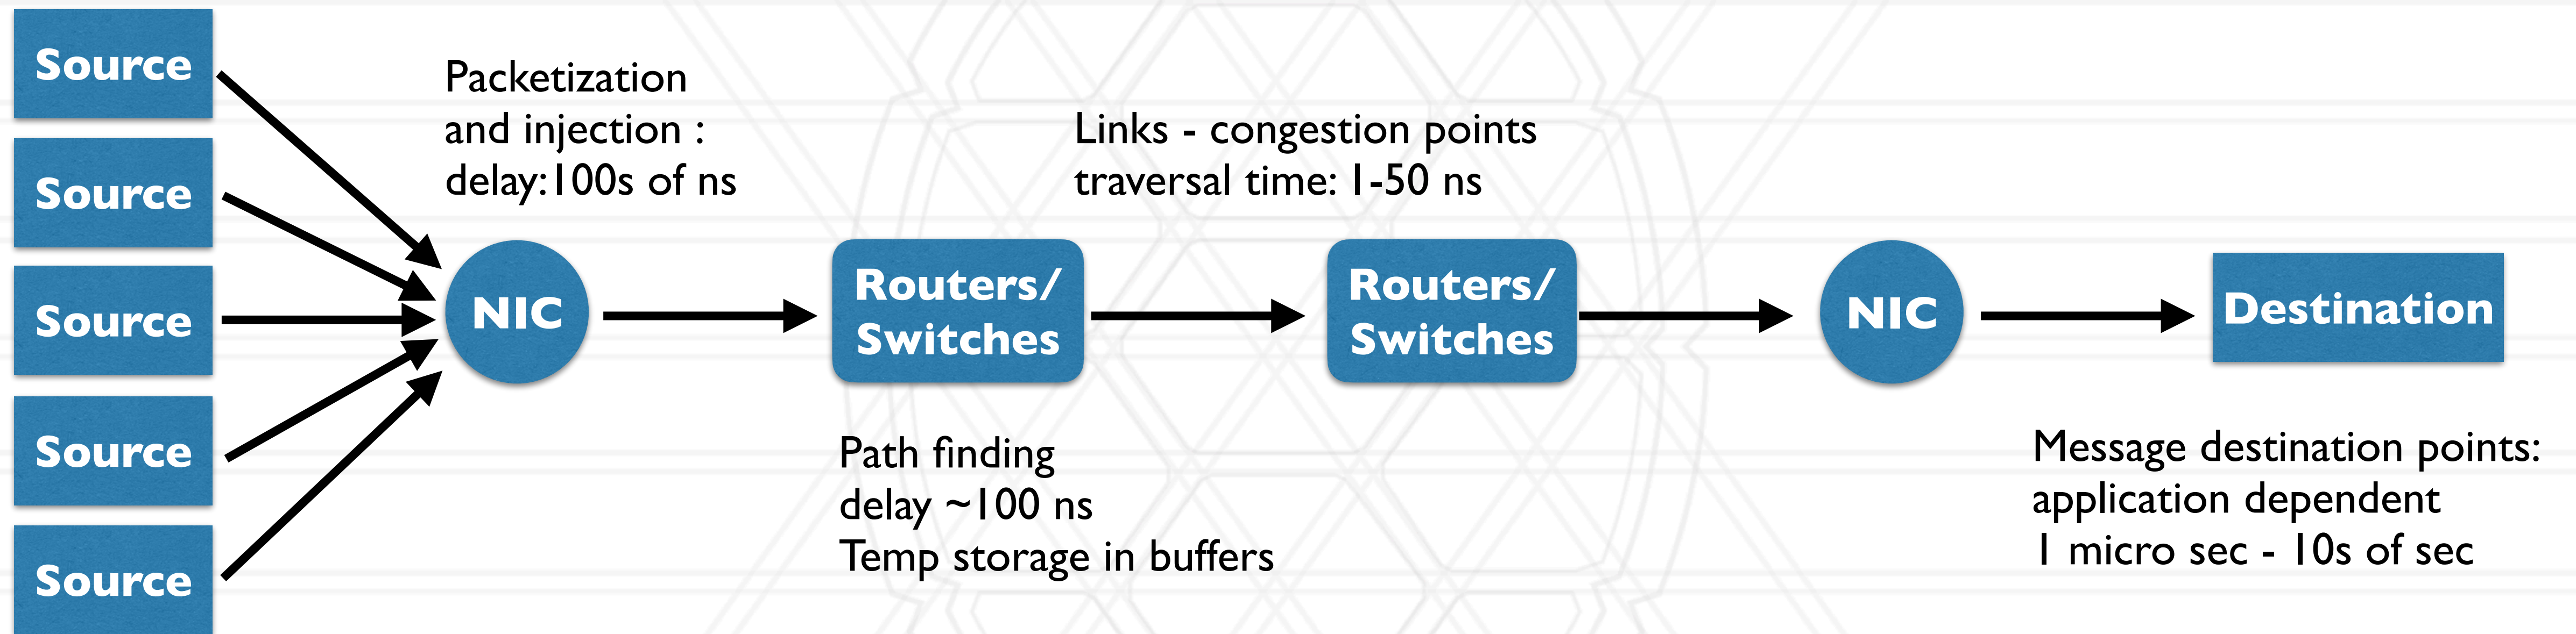 Source
Source
Source
Source
Source
Packetization
and injection :
delay:100s of ns
Links - congestion points
traversal time: 1-50 ns
NIC
Routers/
Switches
Routers/
Switches
NIC
Destination
Path finding
delay ~100 ns
Temp storage in buffers
Message destination points:
application dependent
1 micro sec - 10s of sec